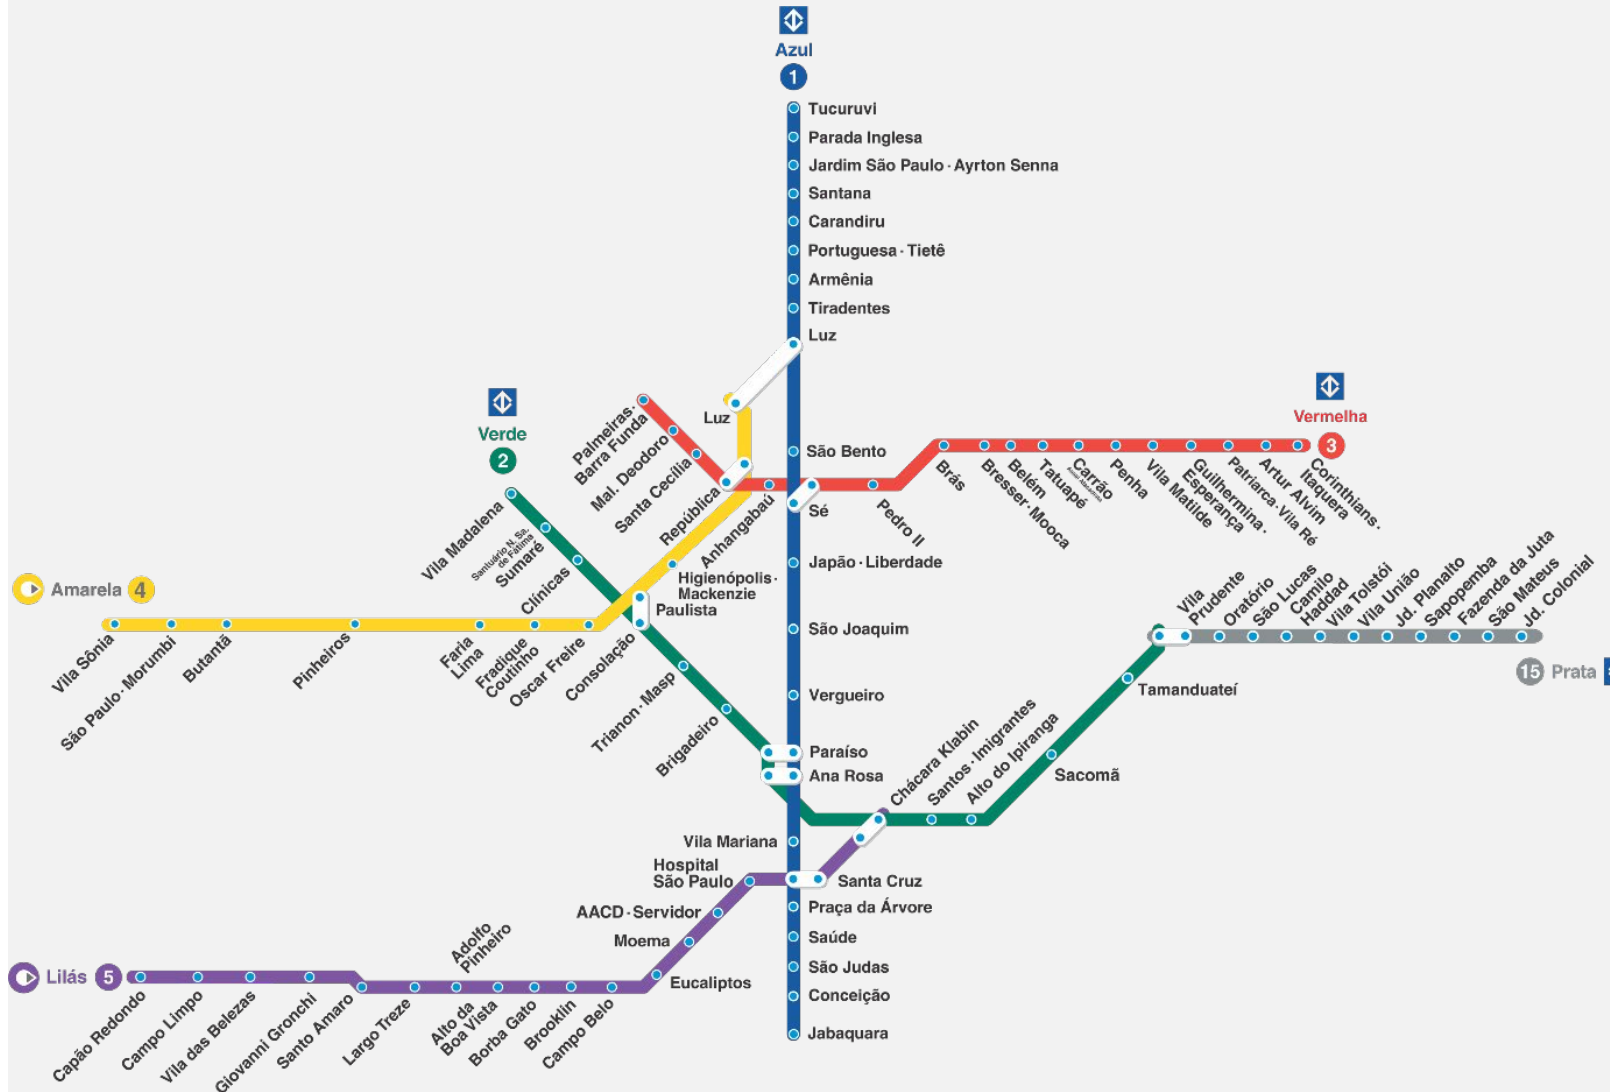 Azul
1
Tucuruvi
Parada Inglesa
Jardim São Paulo · Ayrton Senna
Santana
Carandiru
Portuguesa · Tietê
Armênia
Tiradentes
Luz
São Bento
Sé
Japão · Liberdade
São Joaquim
Vergueiro
Paraíso
Ana Rosa
Vila Mariana
Santa Cruz
Praça da Árvore
Saúde
São Judas
Conceição
Jabaquara
Verde
2
Vila Madalena
Santuário N. Sa.
de Fátima
Sumaré
Clínicas
Consolação
Trianon · Masp
Brigadeiro
Chácara Klabin
Santos · Imigrantes
Alto do Ipiranga
Sacomã
Tamanduateí
Vila
Prudente
Vermelha
3
Palmeiras ·
Barra Funda
Mal. Deodoro
Santa Cecília
República
Anhangabaú
Pedro II
Brás
Bresser · Mooca
Belém
Tatuapé
Carrão
Penha
Vila Matilde
Guilhermina ·
Esperança
Patriarca · Vila Ré
Artur Alvim
Corinthians ·
Itaquera
Amarela 4
Vila Sônia
São Paulo · Morumbi
Butantã
Pinheiros
Faria
Lima
Fradique
Coutinho
Oscar Freire
Paulista
Higienópolis ·
Mackenzie
Luz
Lilás 5
Capão Redondo
Campo Limpo
Vila das Belezas
Giovanni Gronchi
Santo Amaro
Largo Treze
Adolfo
Pinheiro
Alto da
Boa Vista
Borba Gato
Brooklin
Campo Belo
Eucaliptos
Moema
AACD · Servidor
Hospital
São Paulo
15 Prata
Oratório
São Lucas
Camilo
Haddad
Vila Tolstói
Vila União
Jd. Planalto
Sapopemba
Fazenda da Juta
São Mateus
Jd. Colonial